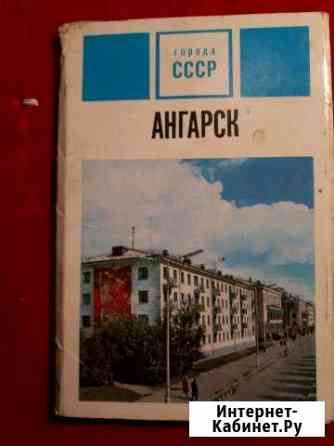 города
СССР
АНГАРСК
Интернет-
Кабинет.Ру